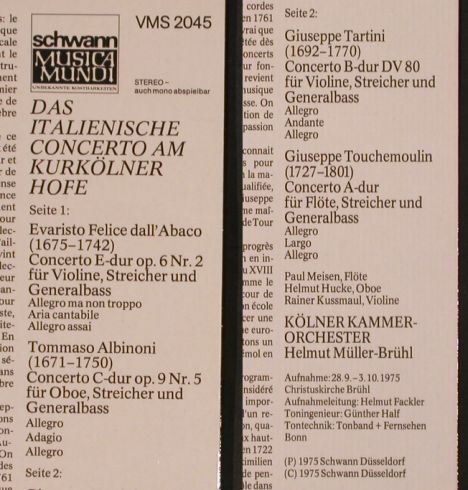 VMS 2045
schwann
MUSICA
MUNDI
UNBEKANNTE KOSTBARKEITEN
STEREO –
auch mono abspielbar
DAS
ITALIENISCHE
CONCERTO AM
KURKÖLNER
HOFE
Seite 1:
Evaristo Felice dall'Abaco
(1675–1742)
Concerto E-dur op. 6 Nr. 2
für Violine, Streicher und
Generalbass
Allegro ma non troppo
Aria cantabile
Allegro assai
Tommaso Albinoni
(1671–1750)
Concerto C-dur op. 9 Nr. 5
für Oboe, Streicher und
Generalbass
Allegro
Adagio
Allegro
Seite 2:
Seite 2:
Giuseppe Tartini
(1692–1770)
Concerto B-dur DV 80
für Violine, Streicher und
Generalbass
Allegro
Andante
Allegro
Giuseppe Touchemoulin
(1727–1801)
Concerto A-dur
für Flöte, Streicher und
Generalbass
Allegro
Largo
Allegro
Paul Meisen, Flöte
Helmut Hucke, Oboe
Rainer Kussmaul, Violine
KÖLNER KAMMER-
ORCHESTER
Helmut Müller-Brühl
Aufnahme: 28.9. – 3.10.1975
Christuskirche Brühl
Aufnahmeleitung: Helmut Fackler
Toningenieur: Günther Half
Tontechnik: Tonband + Fernsehen
Bonn
(P) 1975 Schwann Düsseldorf
(C) 1975 Schwann Düsseldorf